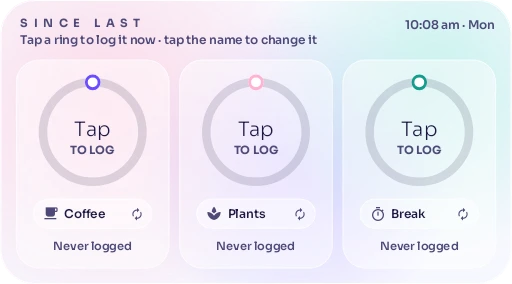 SINCE LAST
10:08 am · Mon
Tap a ring to log it now · tap the name to change it
Tap
TO LOG
Tap
TO LOG
Tap
TO LOG
Coffee
Plants
Break
Never logged
Never logged
Never logged